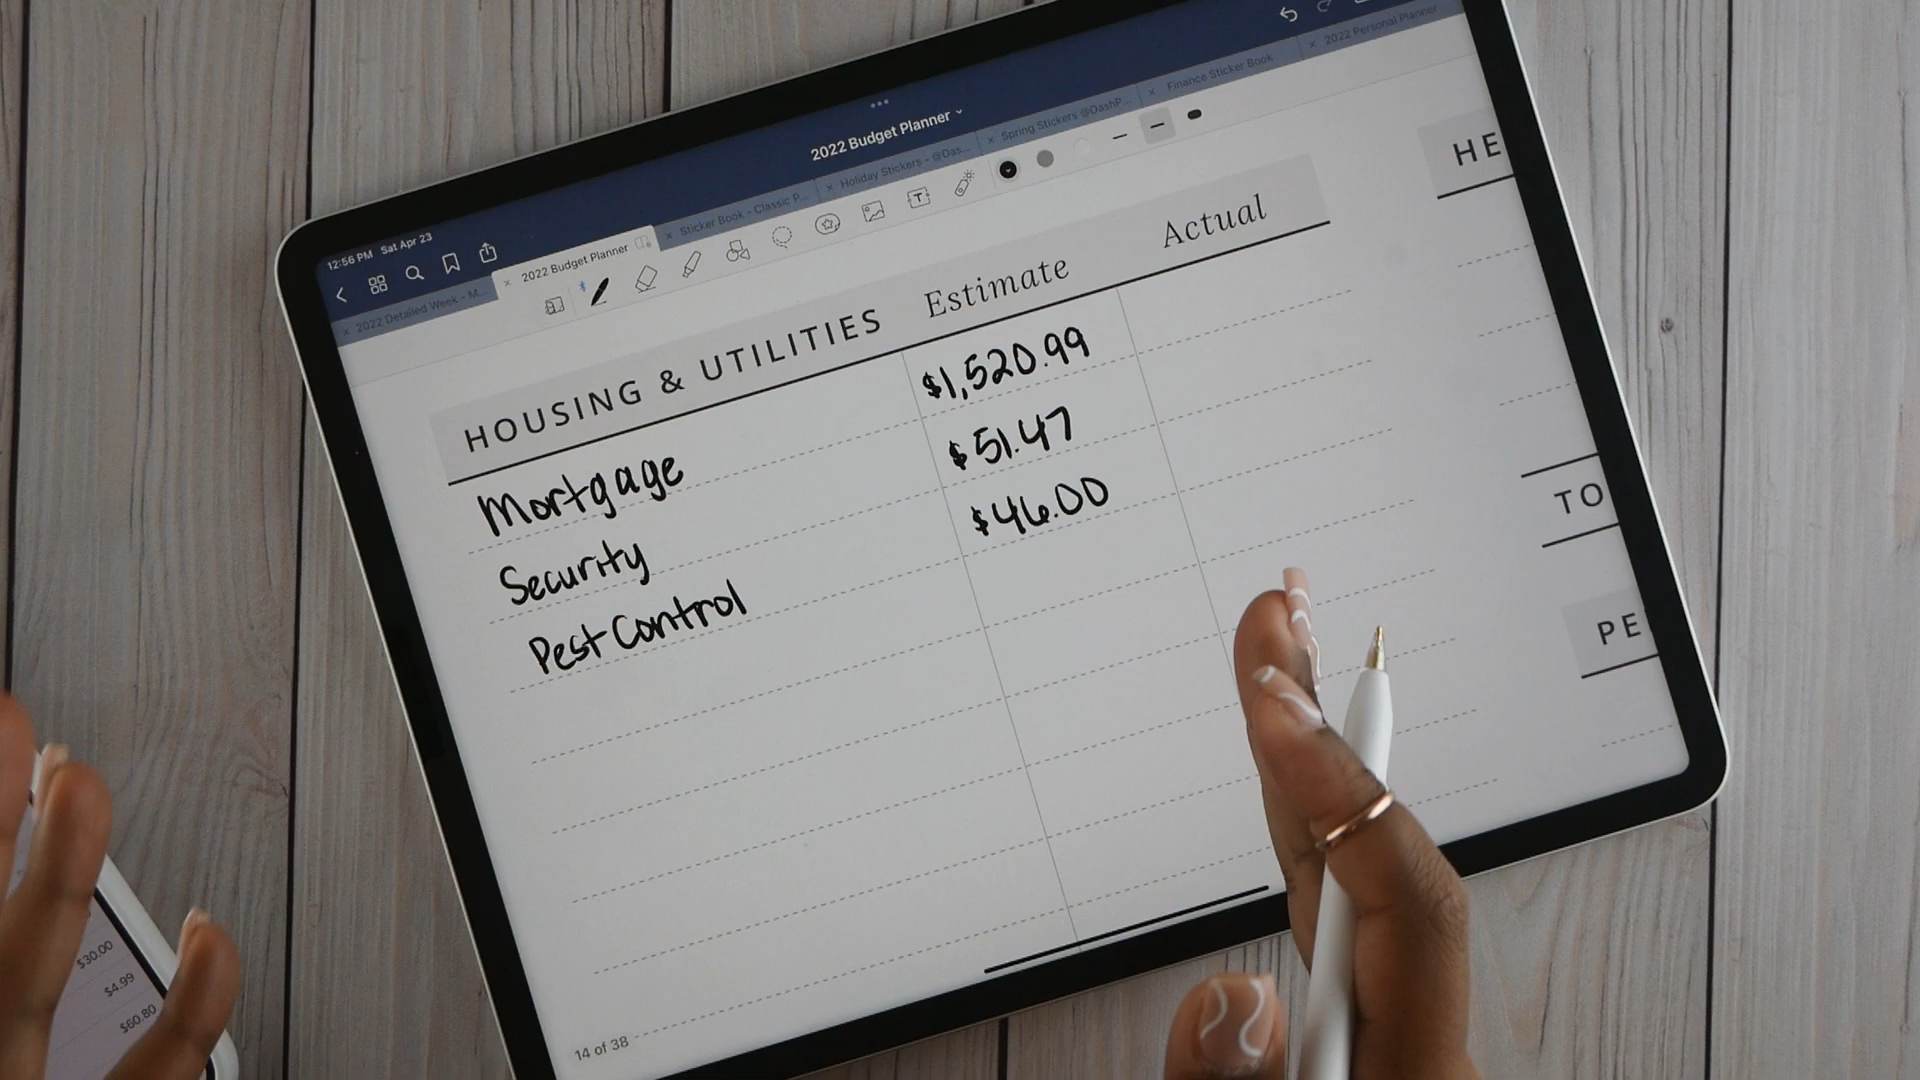 12:56 PM Sat Apr 23
2022 Budget Planner
2022 Detailed Week - M...
2022 Budget Planner
Sticker Book - Classic P...
Holiday Stickers - @Das...
Spring Stickers @DashP...
Finance Sticker Book
2022 Personal Planner
HOUSING & UTILITIES Estimate Actual
Mortgage $1,520.99
Security $51.47
Pest Control $46.00
14 of 38
HE
TO
PE
$30.00
$4.99
$60.80